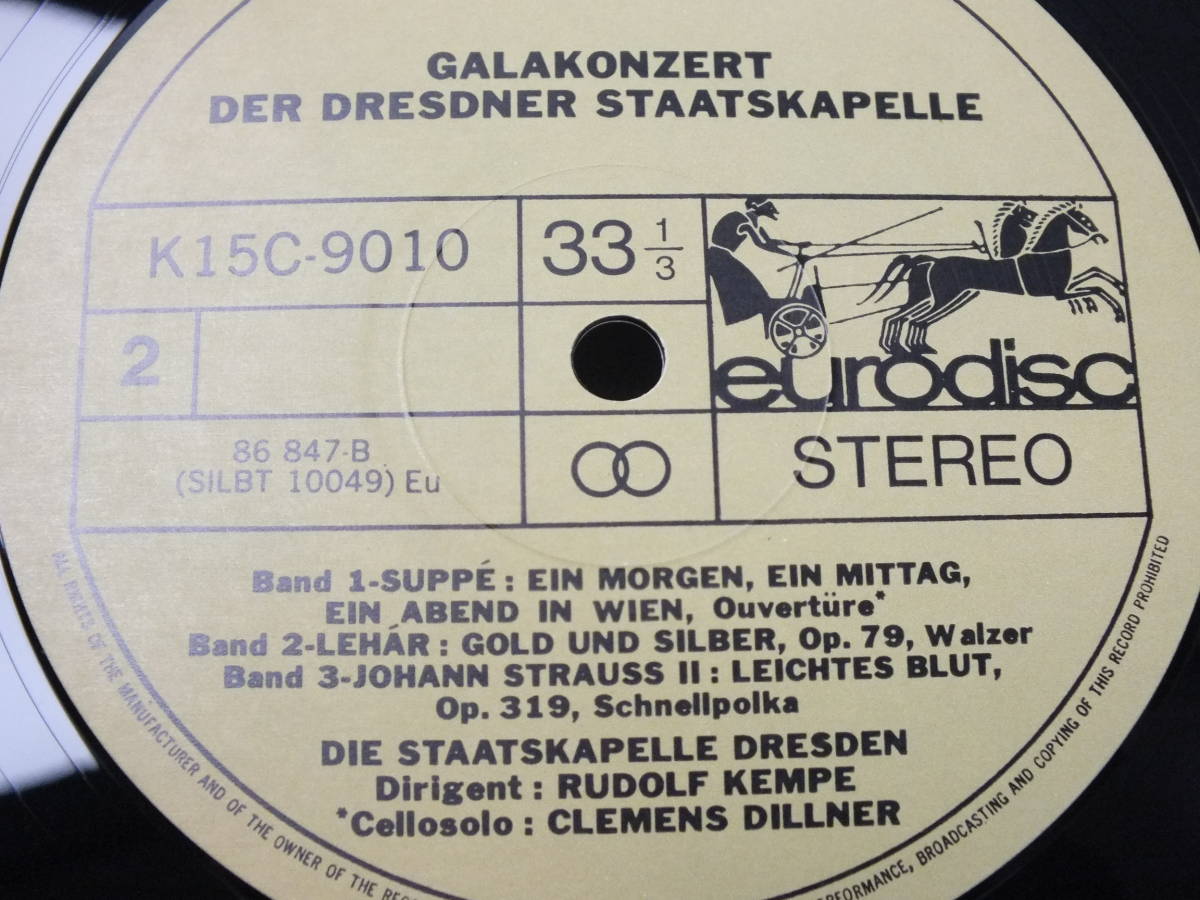 GALAKONZERT
DER DRESDNER STAATSKAPELLE
K15C-9010
33 1/3
2
eurodisc
86 847-B
(SILBT 10049) Eu
STEREO
Band 1-SUPPÉ : EIN MORGEN, EIN MITTAG,
EIN ABEND IN WIEN, Ouvertüre*
Band 2-LEHÁR : GOLD UND SILBER, Op. 79, Walzer
Band 3-JOHANN STRAUSS II : LEICHTES BLUT,
Op. 319, Schnellpolka
DIE STAATSKAPELLE DRESDEN
Dirigent : RUDOLF KEMPE
*Cellosolo : CLEMENS DILLNER
ALL RIGHTS OF THE MANUFACTURER AND OF THE OWNER OF THE
PERFORMANCE, BROADCASTING AND COPYING OF THIS RECORD PROHIBITED